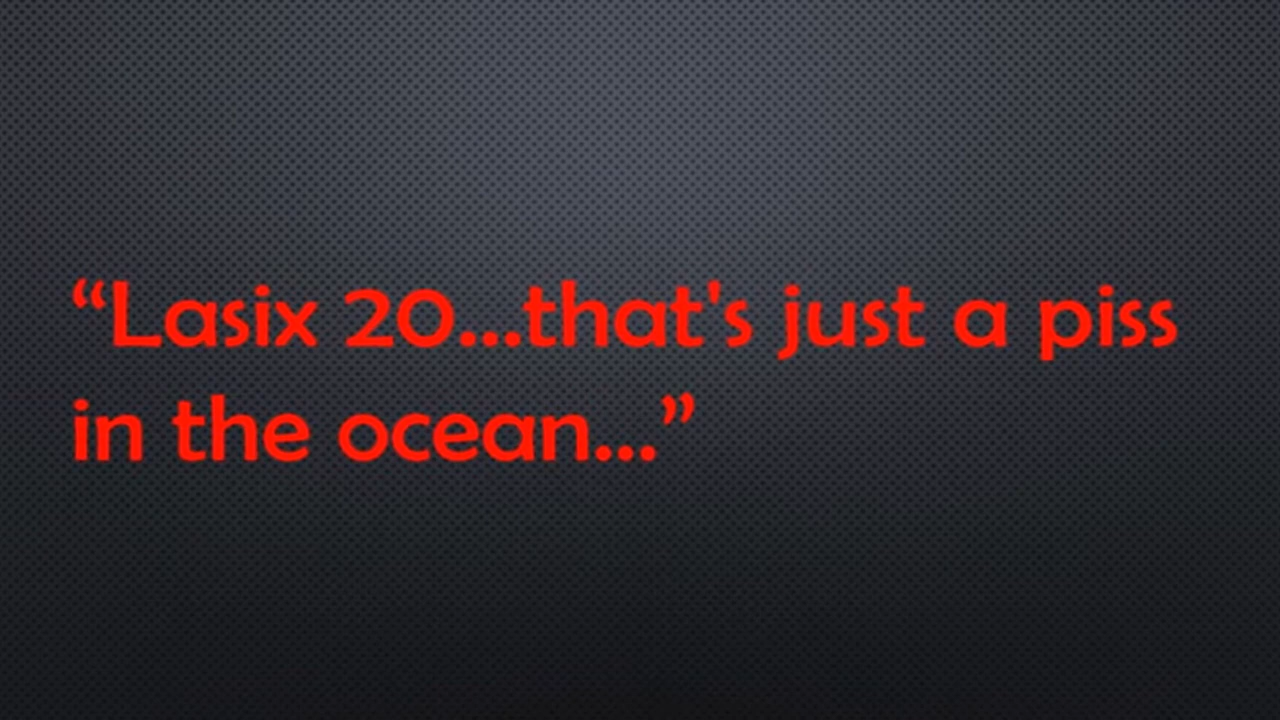 “Lasix 20...that's just a piss
in the ocean...”